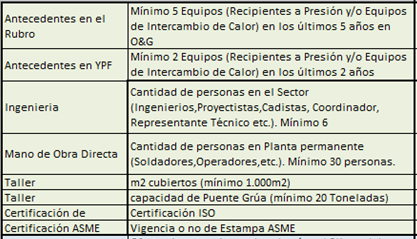 Antecedentes en el Rubro
Mínimo 5 Equipos (Recipientes a Presión y/o Equipos de Intercambio de Calor) en los últimos 5 años en O&G
Antecedentes en YPF
Mínimo 2 Equipos (Recipientes a Presión y/o Equipos de Intercambio de Calor) en los últimos 2 años
Ingenieria
Cantidad de personas en el Sector
(Ingenierios,Proyectistas,Cadistas, Coordinador,
Representante Técnico etc.). Mínimo 6
Mano de Obra Directa
Cantidad de personas en Planta permanente
(Soldadores,Operadores,etc.). Mínimo 30 personas.
Taller
m2 cubiertos (mínimo 1.000m2)
Taller
capacidad de Puente Grúa (mínimo 20 Toneladas)
Certificación de
Certificación ISO
Certificación ASME
Vigencia o no de Estampa ASME